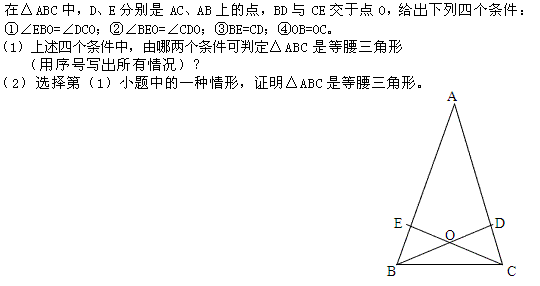 在△ABC中，D、E分别是 AC、AB上的点，BD与 CE交于点O，给出下列四个条件：
①∠EBO=∠DCO；②∠BEO=∠CDO；③BE=CD；④OB=OC。
(1) 上述四个条件中，由哪两个条件可判定△ABC是等腰三角形
(用序号写出所有情况)？
(2) 选择第(1)小题中的一种情形，证明△ABC是等腰三角形。
A
E
D
O
B
C